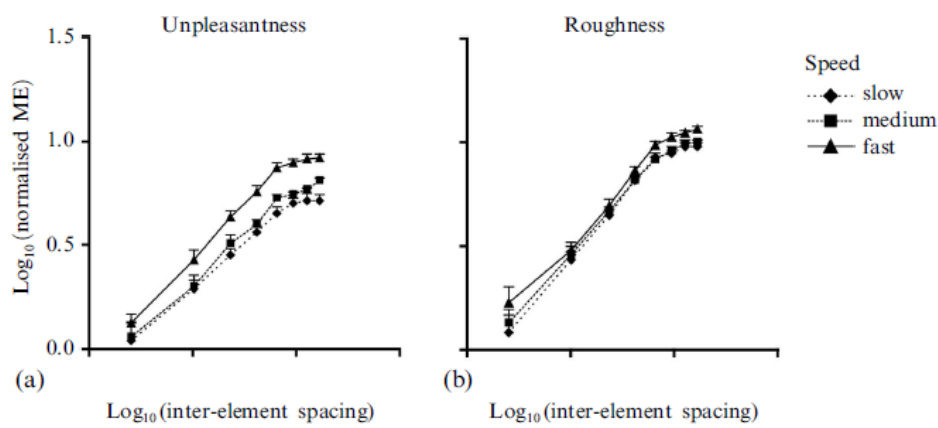 Unpleasantness
Roughness
Log10 (normalised ME)
1.5
1.0
0.5
0.0
Speed
slow
medium
fast
(a)
(b)
Log10 (inter-element spacing)
Log10 (inter-element spacing)